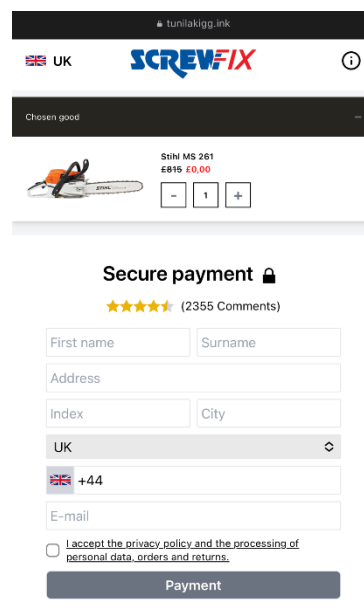 tunilakigg.ink
UK SCREWFIX
Chosen good
Stihl MS 261
£815 £0,00
- 1 +
STIHL
Secure payment
(2355 Comments)
First name Surname
Address
Index City
UK
+44
E-mail
I accept the privacy policy and the processing of
personal data, orders and returns.
Payment